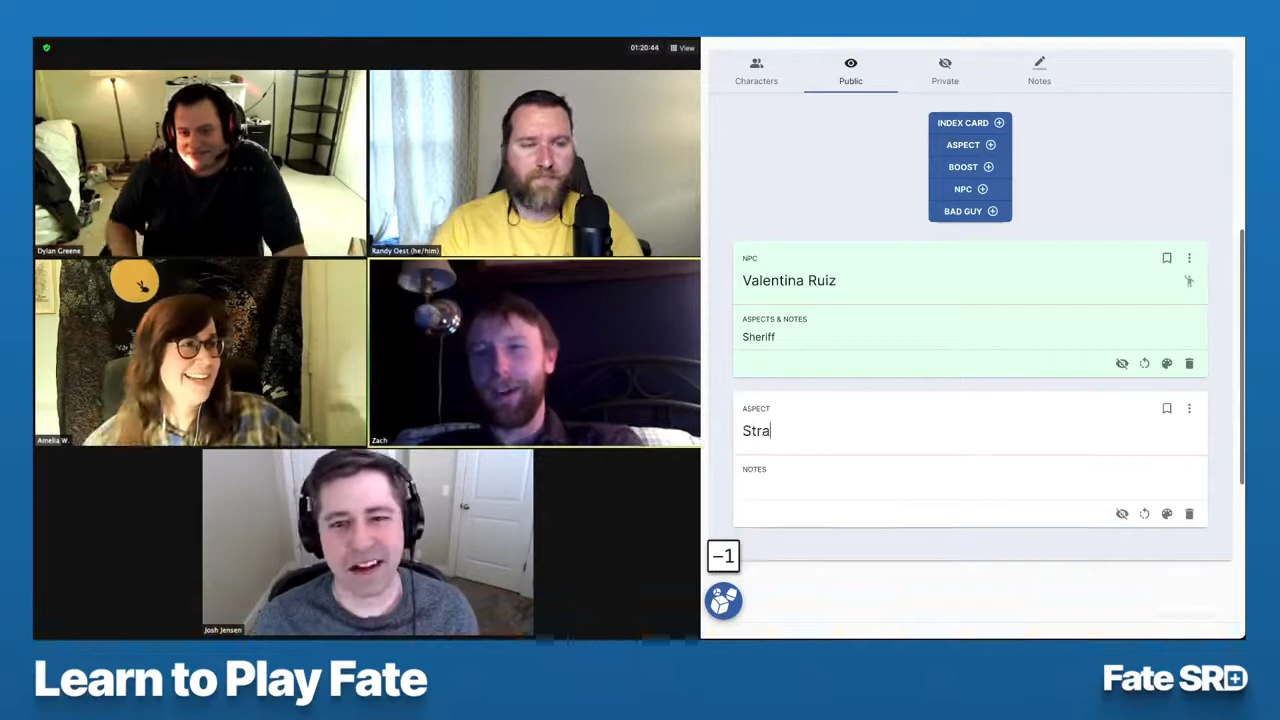 01:20:44
View
Dylan Greene
Randy Oest (he/him)
Amelia W.
Zach
Josh Jensen
Characters
Public
Private
Notes
INDEX CARD
ASPECT
BOOST
NPC
BAD GUY
NPC
Valentina Ruiz
ASPECTS & NOTES
Sheriff
ASPECT
Stra
NOTES
−1
Learn to Play Fate
Fate SRD